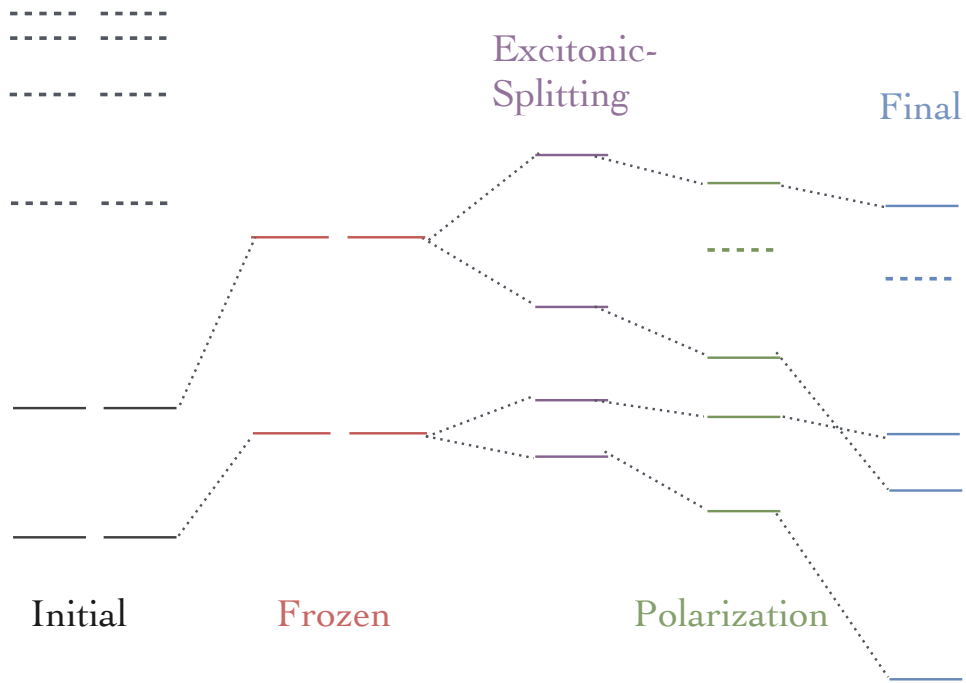 Excitonic-
Splitting
Final
Initial
Frozen
Polarization